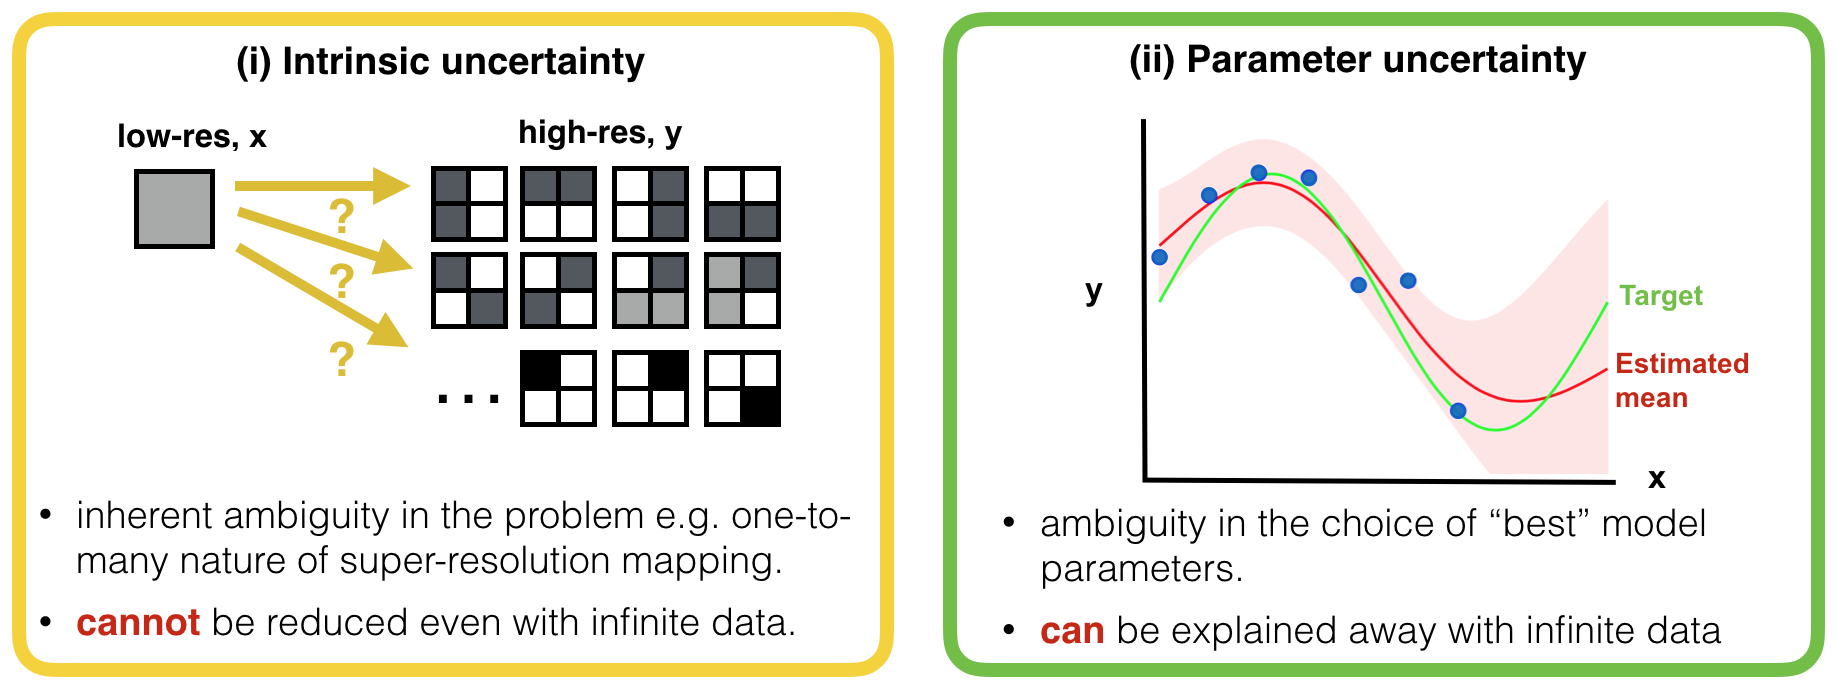 (i) Intrinsic uncertainty
low-res, x
high-res, y
?
?
?
...
• inherent ambiguity in the problem e.g. one-to-
many nature of super-resolution mapping.
• cannot be reduced even with infinite data.
(ii) Parameter uncertainty
y
Target
Estimated
mean
x
• ambiguity in the choice of “best” model
parameters.
• can be explained away with infinite data